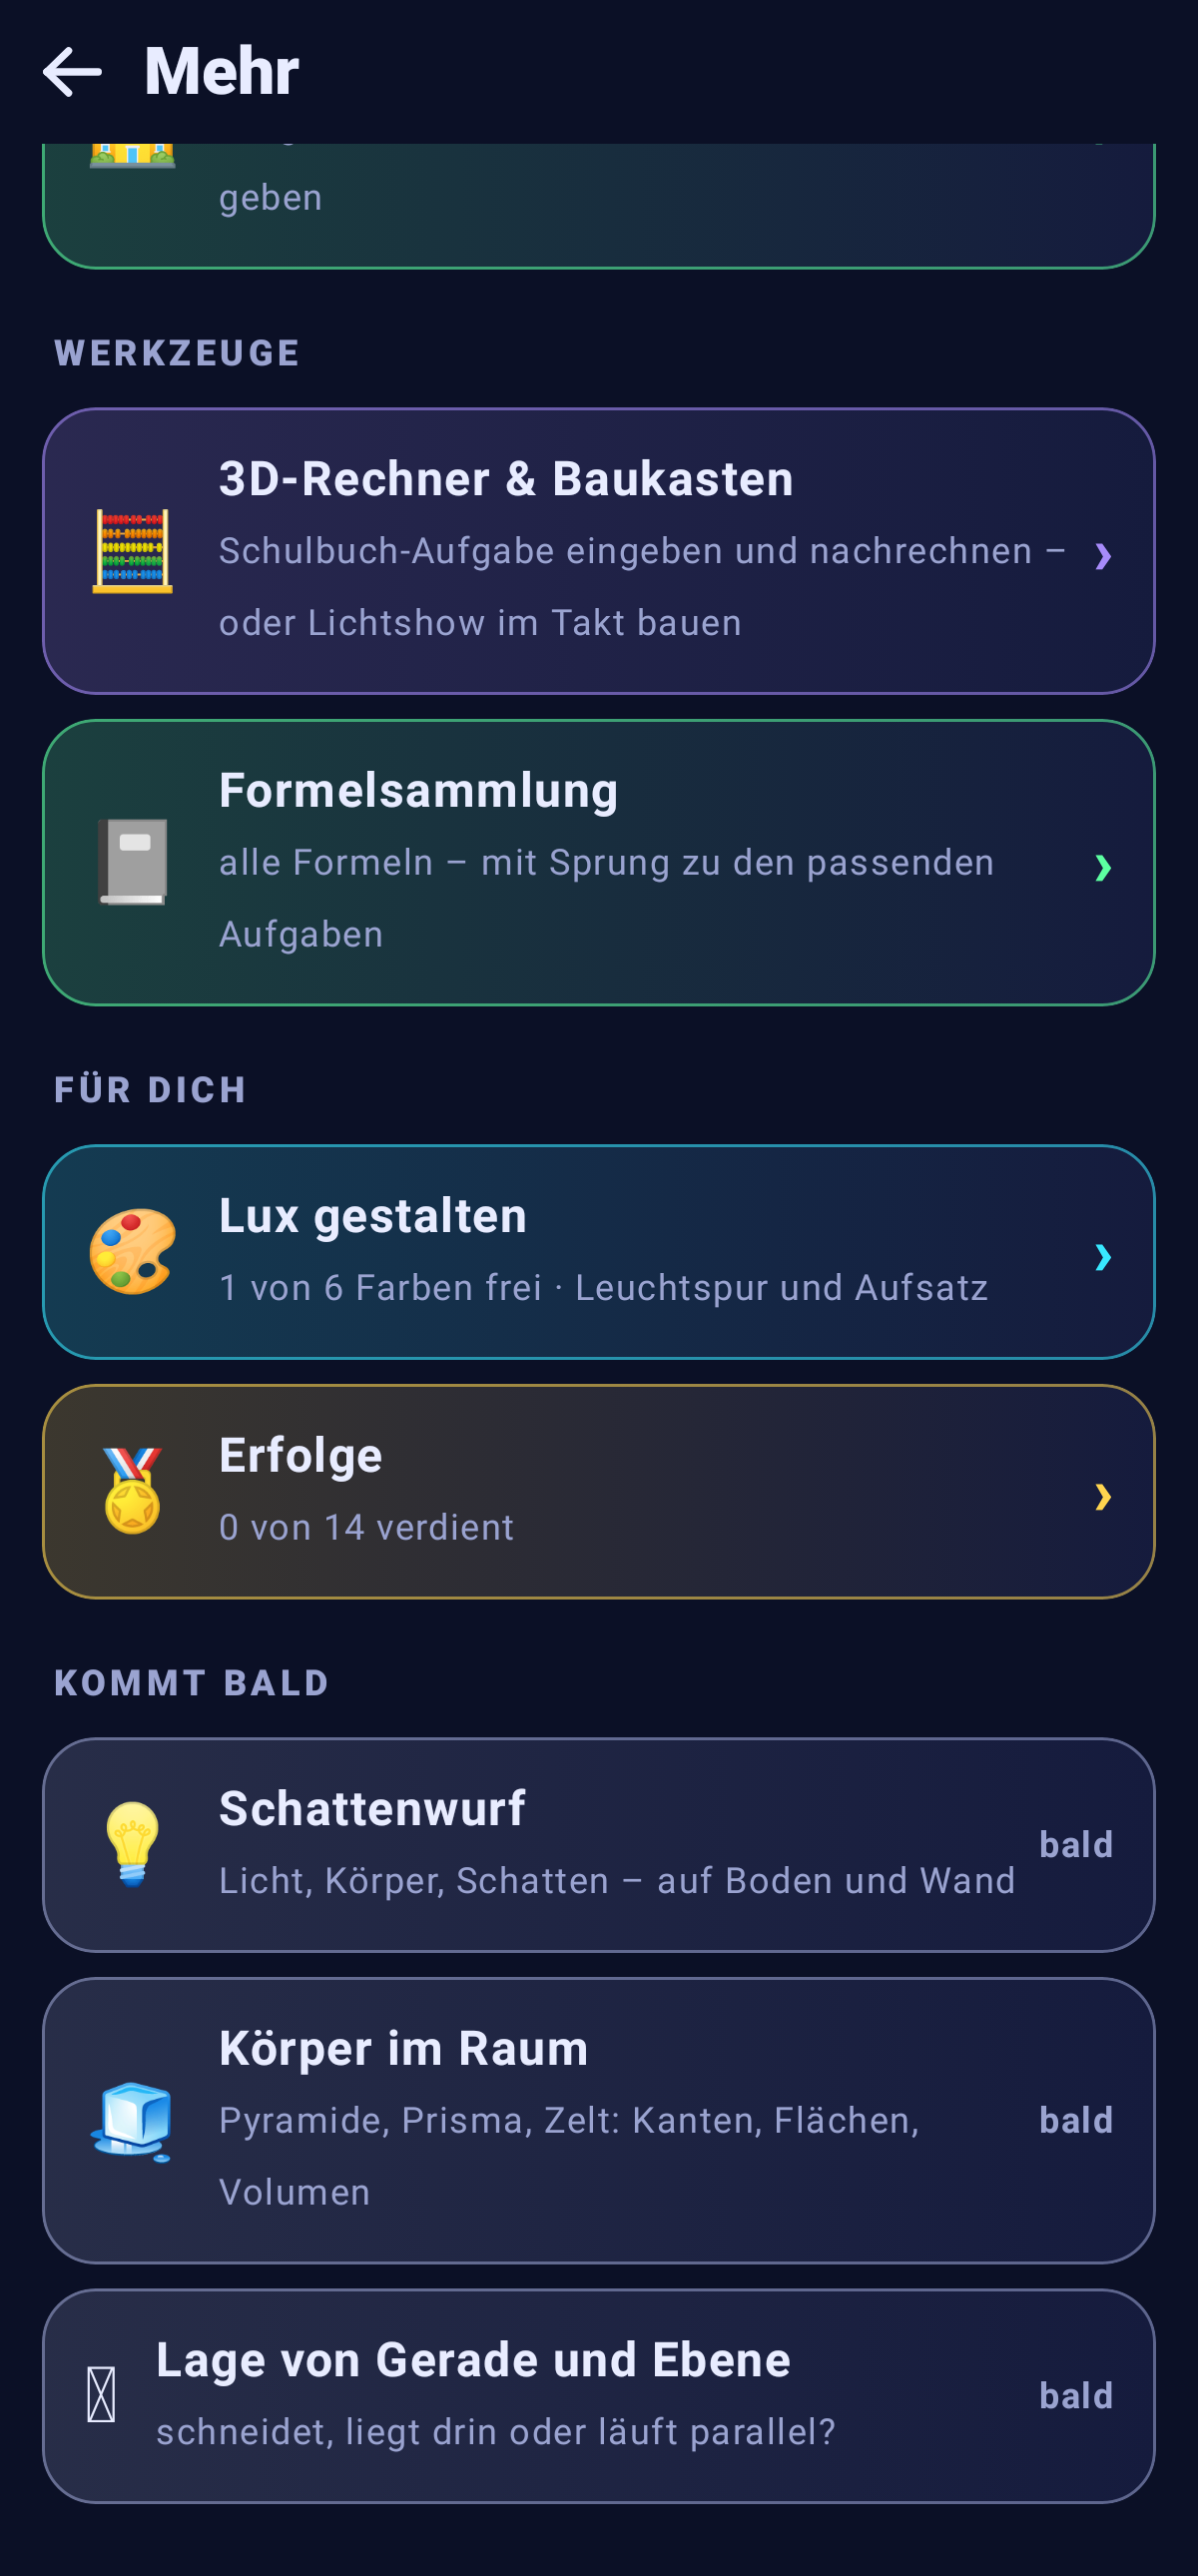 Mehr
geben
WERKZEUGE
3D-Rechner & Baukasten
Schulbuch-Aufgabe eingeben und nachrechnen –
oder Lichtshow im Takt bauen
Formelsammlung
alle Formeln – mit Sprung zu den passenden
Aufgaben
FÜR DICH
Lux gestalten
1 von 6 Farben frei · Leuchtspur und Aufsatz
Erfolge
0 von 14 verdient
KOMMT BALD
Schattenwurf
Licht, Körper, Schatten – auf Boden und Wand
bald
Körper im Raum
Pyramide, Prisma, Zelt: Kanten, Flächen,
Volumen
bald
Lage von Gerade und Ebene
schneidet, liegt drin oder läuft parallel?
bald